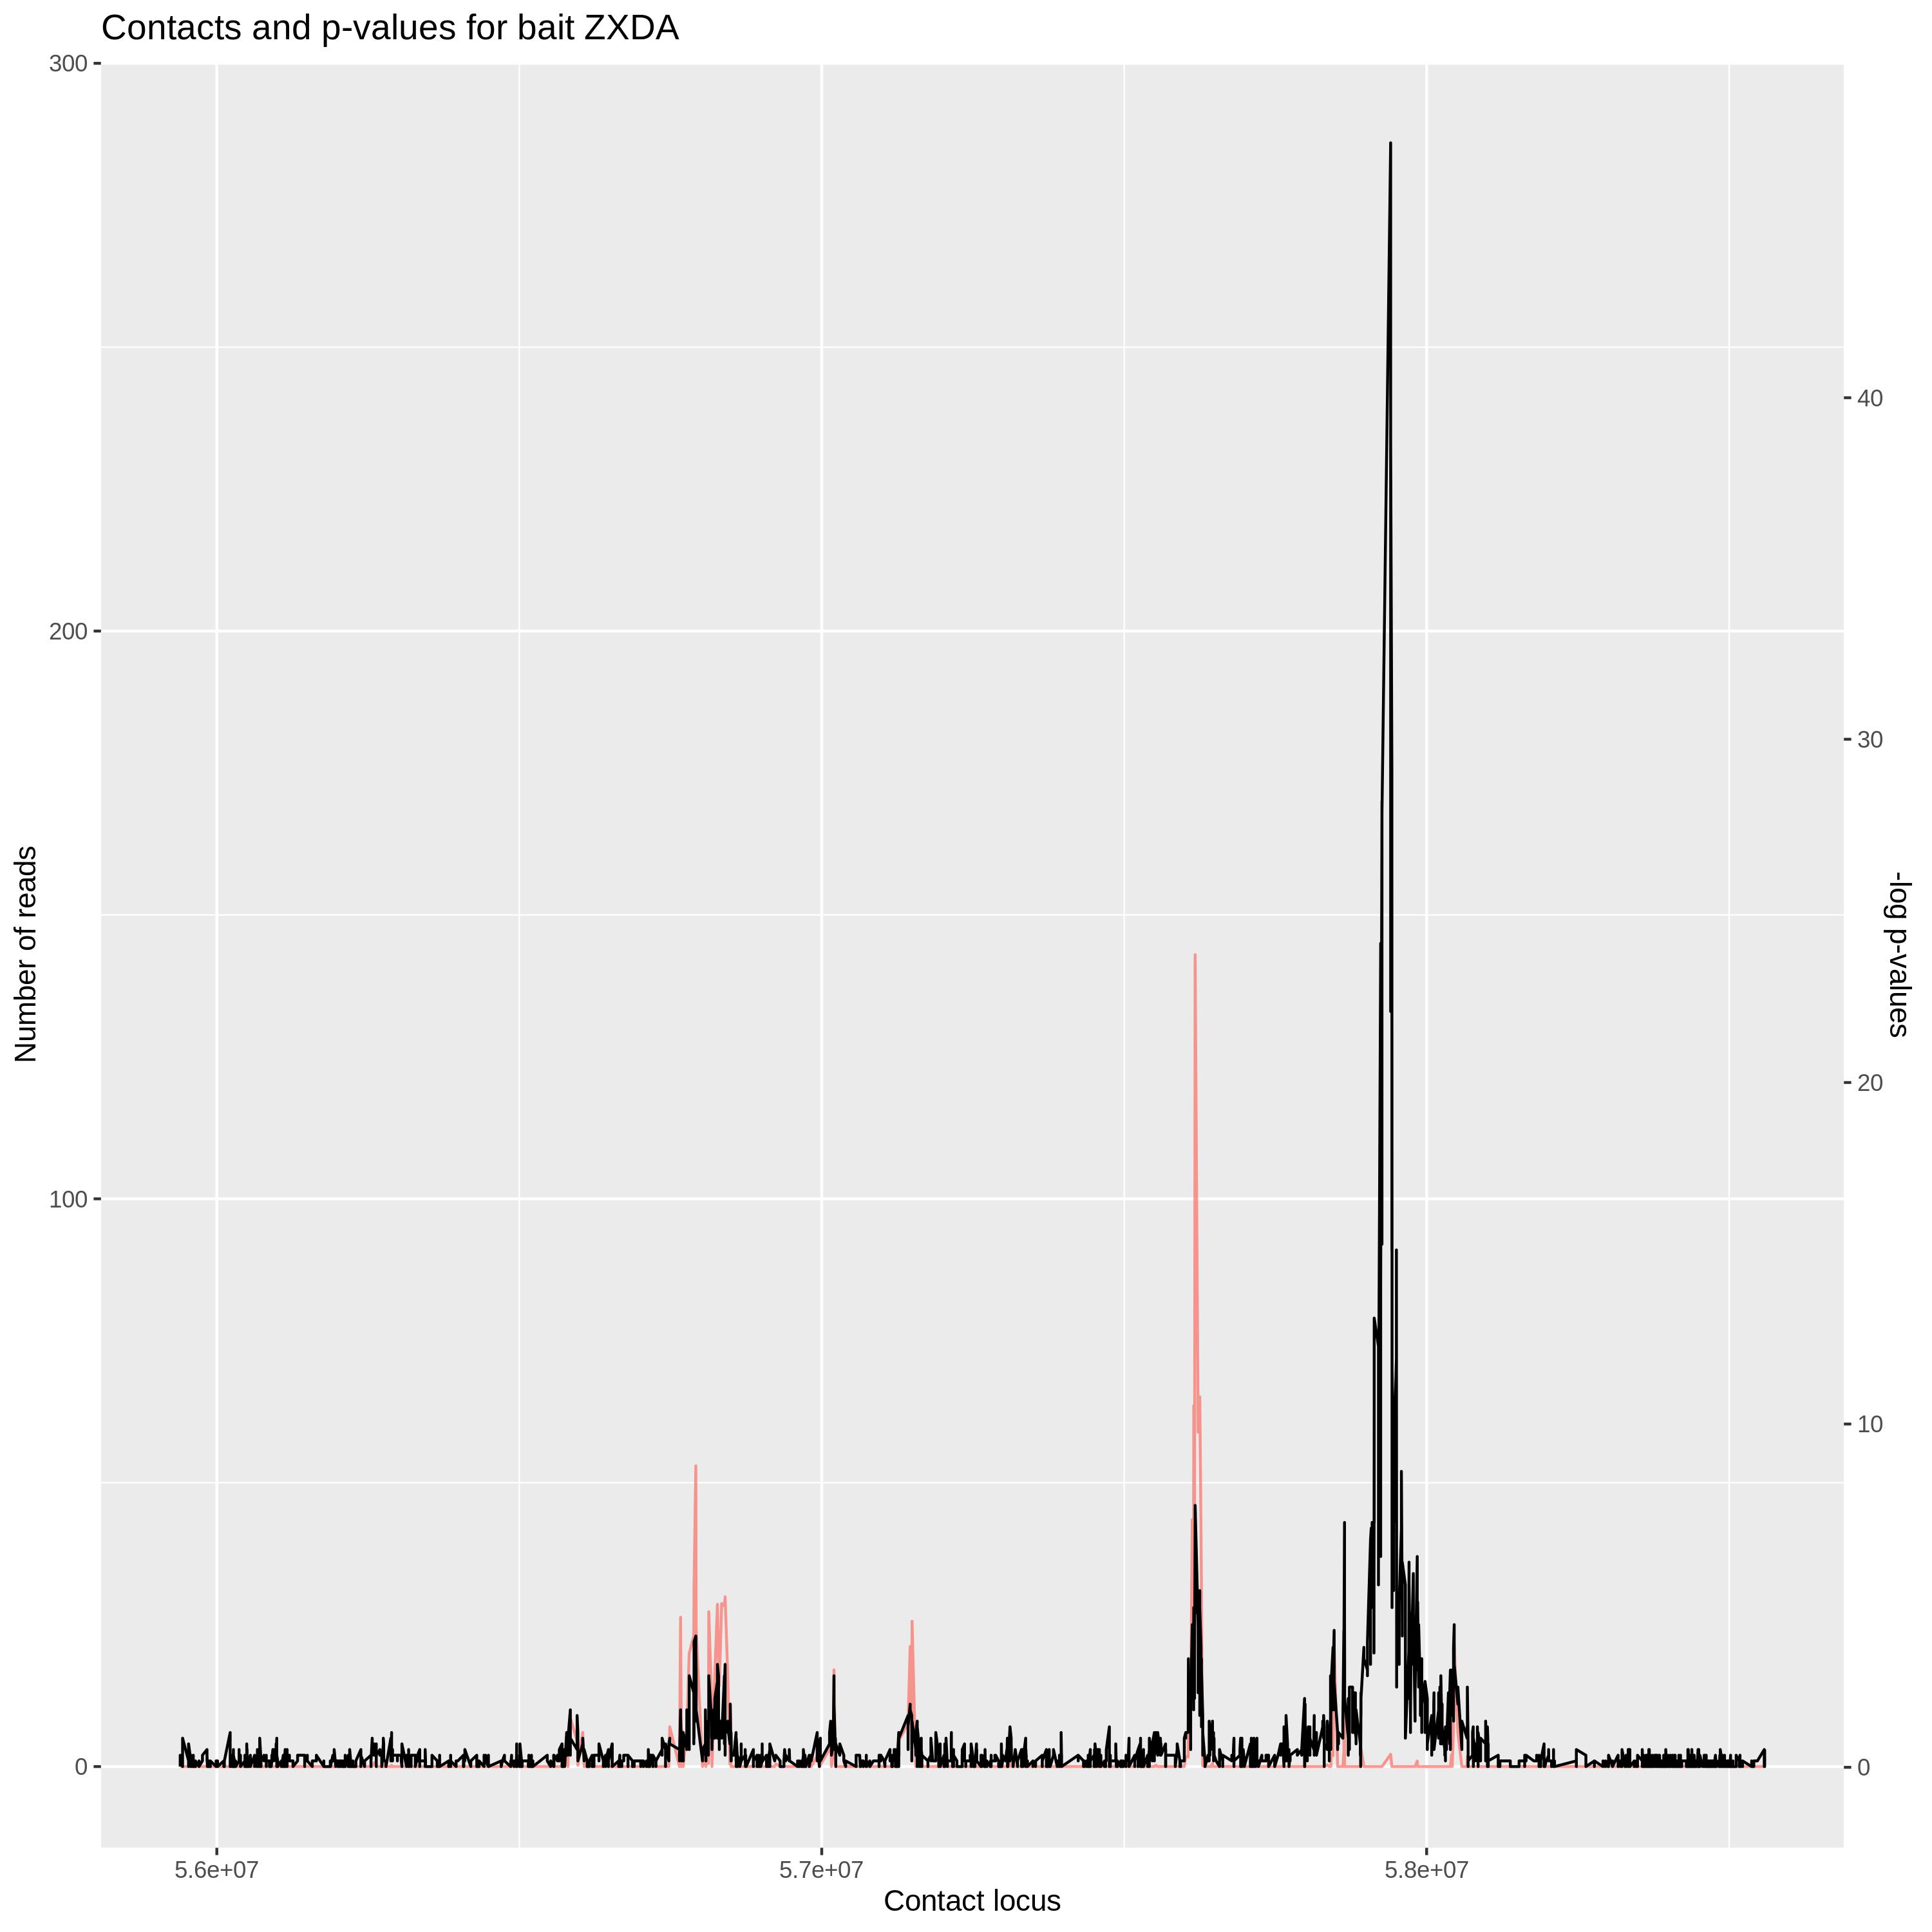 Contacts and p-values for bait ZXDA
300
200
100
0
Number of reads
40
30
20
10
0
-log p-values
5.6e+07
5.7e+07
5.8e+07
Contact locus